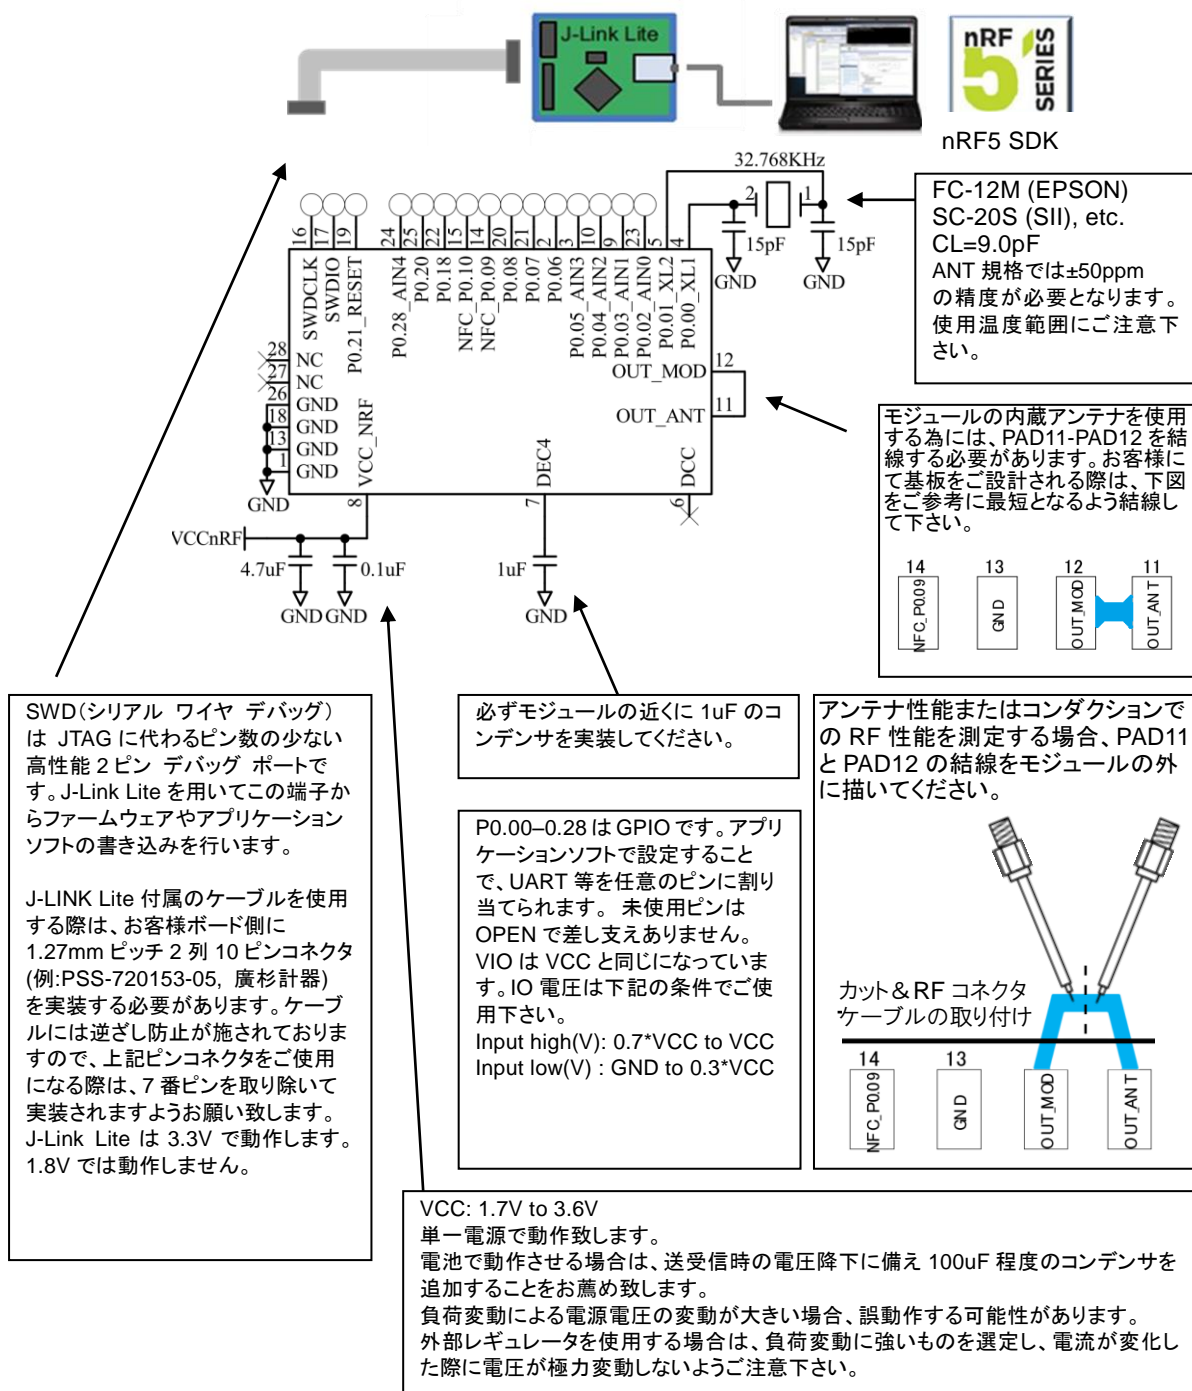 J-Link Lite
nRF
5
SERIES
nRF5 SDK
32.768KHz
2
1
15pF
15pF
GND
GND
FC-12M (EPSON)
SC-20S (SII), etc.
CL=9.0pF
ANT 規格では±50ppm
の精度が必要となります。
使用温度範囲にご注意下
さい。
16
17
19
24
25
22
15
14
20
21
2
3
10
9
23
5
4
SWDCLK
SWDIO
P0.21_RESET
P0.28_AIN4
P0.20
P0.18
NFC_P0.10
NFC_P0.09
P0.08
P0.07
P0.06
P0.05_AIN3
P0.04_AIN2
P0.03_AIN1
P0.02_AIN0
P0.01_XL2
P0.00_XL1
28
NC
27
NC
26
GND
18
GND
13
GND
1
GND
GND
OUT_MOD
12
OUT_ANT
11
VCC_NRF
8
DEC4
7
DCC
6
VCCnRF
4.7uF
0.1uF
GND
GND
1uF
GND
モジュールの内蔵アンテナを使用
する為には、PAD11-PAD12 を結
線する必要があります。お客様に
て基板をご設計される際は、下図
をご参考に最短となるよう結線し
て下さい。
14
13
12
11
NFC_P0.09
GND
OUT_MOD
OUT_ANT
SWD(シリアル ワイヤ デバッグ)
は JTAG に代わるピン数の少ない
高性能 2 ピン デバッグ ポートで
す。J-Link Lite を用いてこの端子か
らファームウェアやアプリケーション
ソフトの書き込みを行います。
J-LINK Lite 付属のケーブルを使用
する際は、お客様ボード側に
1.27mm ピッチ 2 列 10 ピンコネクタ
(例:PSS-720153-05, 廣杉計器)
を実装する必要があります。ケーブ
ルには逆ざし防止が施されておりま
すので、上記ピンコネクタをご使用
になる際は、7 番ピンを取り除いて
実装されますようお願い致します。
J-Link Lite は 3.3V で動作します。
1.8V では動作しません。
必ずモジュールの近くに 1uF のコ
ンデンサを実装してください。
P0.00–0.28 は GPIO です。アプリ
ケーションソフトで設定すること
で、UART 等を任意のピンに割り
当てられます。 未使用ピンは
OPEN で差し支えありません。
VIO は VCC と同じになっていま
す。IO 電圧は下記の条件でご使
用下さい。
Input high(V): 0.7*VCC to VCC
Input low(V) : GND to 0.3*VCC
アンテナ性能またはコンダクションで
の RF 性能を測定する場合、PAD11
と PAD12 の結線をモジュールの外
に描いてください。
カット＆RF コネクタ
ケーブルの取り付け
14
13
NFC_P0.09
GND
OUT_MOD
OUT_ANT
VCC: 1.7V to 3.6V
単一電源で動作致します。
電池で動作させる場合は、送受信時の電圧降下に備え 100uF 程度のコンデンサを
追加することをお薦め致します。
負荷変動による電源電圧の変動が大きい場合、誤動作する可能性があります。
外部レギュレータを使用する場合は、負荷変動に強いものを選定し、電流が変化し
た際に電圧が極力変動しないようご注意下さい。